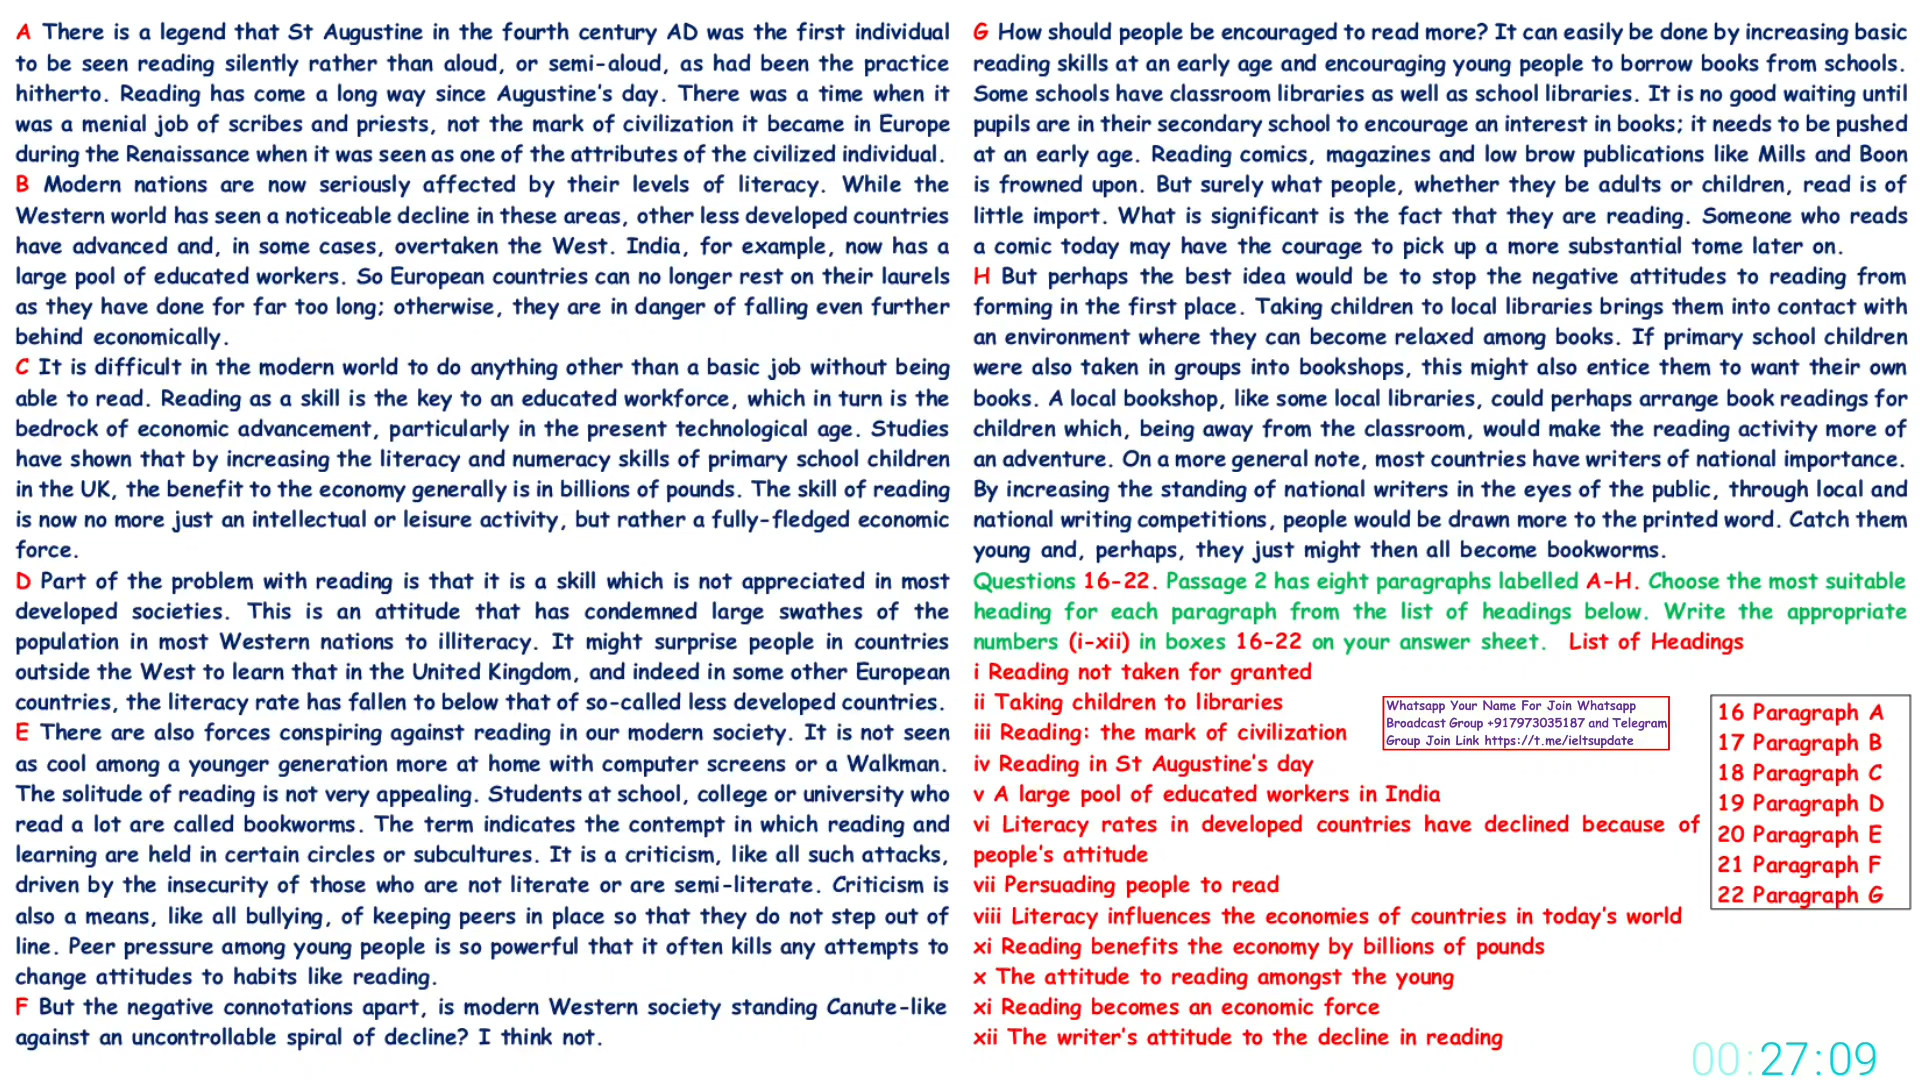 A There is a legend that St Augustine in the fourth century AD was the first individual
to be seen reading silently rather than aloud, or semi-aloud, as had been the practice
hitherto. Reading has come a long way since Augustine's day. There was a time when it
was a menial job of scribes and priests, not the mark of civilization it became in Europe
during the Renaissance when it was seen as one of the attributes of the civilized individual.
B Modern nations are now seriously affected by their levels of literacy. While the
Western world has seen a noticeable decline in these areas, other less developed countries
have advanced and, in some cases, overtaken the West. India, for example, now has a
large pool of educated workers. So European countries can no longer rest on their laurels
as they have done for far too long; otherwise, they are in danger of falling even further
behind economically.
C It is difficult in the modern world to do anything other than a basic job without being
able to read. Reading as a skill is the key to an educated workforce, which in turn is the
bedrock of economic advancement, particularly in the present technological age. Studies
have shown that by increasing the literacy and numeracy skills of primary school children
in the UK, the benefit to the economy generally is in billions of pounds. The skill of reading
is now no more just an intellectual or leisure activity, but rather a fully-fledged economic
force.
D Part of the problem with reading is that it is a skill which is not appreciated in most
developed societies. This is an attitude that has condemned large swathes of the
population in most Western nations to illiteracy. It might surprise people in countries
outside the West to learn that in the United Kingdom, and indeed in some other European
countries, the literacy rate has fallen to below that of so-called less developed countries.
E There are also forces conspiring against reading in our modern society. It is not seen
as cool among a younger generation more at home with computer screens or a Walkman.
The solitude of reading is not very appealing. Students at school, college or university who
read a lot are called bookworms. The term indicates the contempt in which reading and
learning are held in certain circles or subcultures. It is a criticism, like all such attacks,
driven by the insecurity of those who are not literate or are semi-literate. Criticism is
also a means, like all bullying, of keeping peers in place so that they do not step out of
line. Peer pressure among young people is so powerful that it often kills any attempts to
change attitudes to habits like reading.
F But the negative connotations apart, is modern Western society standing Canute-like
against an uncontrollable spiral of decline? I think not.
G How should people be encouraged to read more? It can easily be done by increasing basic
reading skills at an early age and encouraging young people to borrow books from schools.
Some schools have classroom libraries as well as school libraries. It is no good waiting until
pupils are in their secondary school to encourage an interest in books; it needs to be pushed
at an early age. Reading comics, magazines and low brow publications like Mills and Boon
is frowned upon. But surely what people, whether they be adults or children, read is of
little import. What is significant is the fact that they are reading. Someone who reads
a comic today may have the courage to pick up a more substantial tome later on.
H But perhaps the best idea would be to stop the negative attitudes to reading from
forming in the first place. Taking children to local libraries brings them into contact with
an environment where they can become relaxed among books. If primary school children
were also taken in groups into bookshops, this might also entice them to want their own
books. A local bookshop, like some local libraries, could perhaps arrange book readings for
children which, being away from the classroom, would make the reading activity more of
an adventure. On a more general note, most countries have writers of national importance.
By increasing the standing of national writers in the eyes of the public, through local and
national writing competitions, people would be drawn more to the printed word. Catch them
young and, perhaps, they just might then all become bookworms.
Questions 16-22. Passage 2 has eight paragraphs labelled A-H. Choose the most suitable
heading for each paragraph from the list of headings below. Write the appropriate
numbers (i-xii) in boxes 16-22 on your answer sheet. List of Headings
i Reading not taken for granted
ii Taking children to libraries
iii Reading: the mark of civilization
iv Reading in St Augustine's day
v A large pool of educated workers in India
vi Literacy rates in developed countries have declined because of
people's attitude
vii Persuading people to read
viii Literacy influences the economies of countries in today's world
xi Reading benefits the economy by billions of pounds
x The attitude to reading amongst the young
xi Reading becomes an economic force
xii The writer's attitude to the decline in reading
Whatsapp Your Name For Join Whatsapp
Broadcast Group +917973035187 and Telegram
Group Join Link https://t.me/ieltsupdate
16 Paragraph A
17 Paragraph B
18 Paragraph C
19 Paragraph D
20 Paragraph E
21 Paragraph F
22 Paragraph G
00:27:09